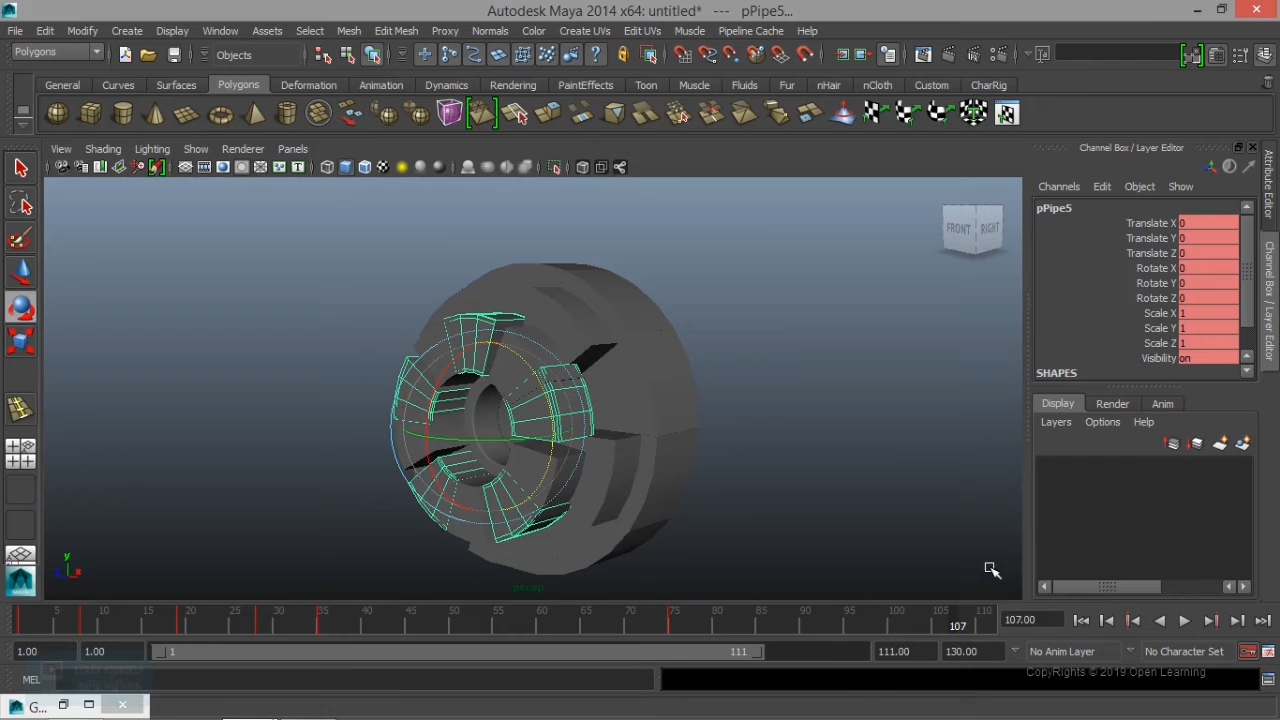 Autodesk Maya 2014 x64: untitled* --- pPipe5...
File Edit Modify Create Display Window Assets Select Mesh Edit Mesh Proxy Normals Color Create UVs Edit UVs Muscle Pipeline Cache Help
Polygons Objects
General Curves Surfaces Polygons Deformation Animation Dynamics Rendering PaintEffects Toon Muscle Fluids Fur nHair nCloth Custom CharRig
View Shading Lighting Show Renderer Panels
Channel Box / Layer Editor
Channels Edit Object Show
pPipe5
Translate X 0
Translate Y 0
Translate Z 0
Rotate X 0
Rotate Y 0
Rotate Z 0
Scale X 1
Scale Y 1
Scale Z 1
Visibility on
SHAPES
Display Render Anim
Layers Options Help
Attribute Editor
Channel Box / Layer Editor
FRONT RIGHT
y
x
persp
5 10 15 20 25 30 35 40 45 50 55 60 65 70 75 80 85 90 95 100 105 110
107
107.00
1.00 1.00 1 111 111.00 130.00 No Anim Layer No Character Set
MEL
CopyRights © 2019 Open Learning
G...